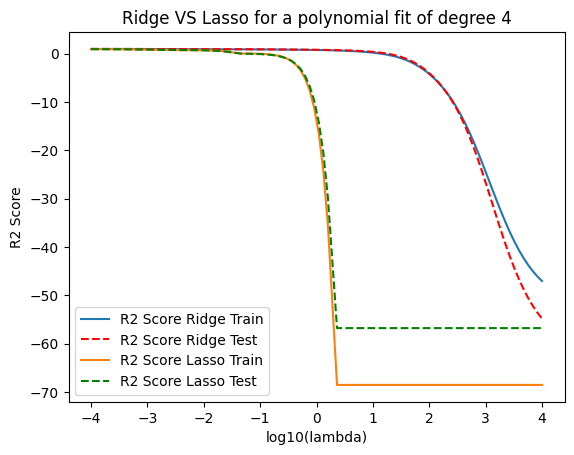 Ridge VS Lasso for a polynomial fit of degree 4
R2 Score
0
−10
−20
−30
−40
−50
−60
−70
R2 Score Ridge Train
R2 Score Ridge Test
R2 Score Lasso Train
R2 Score Lasso Test
−4 −3 −2 −1 0 1 2 3 4
log10(lambda)